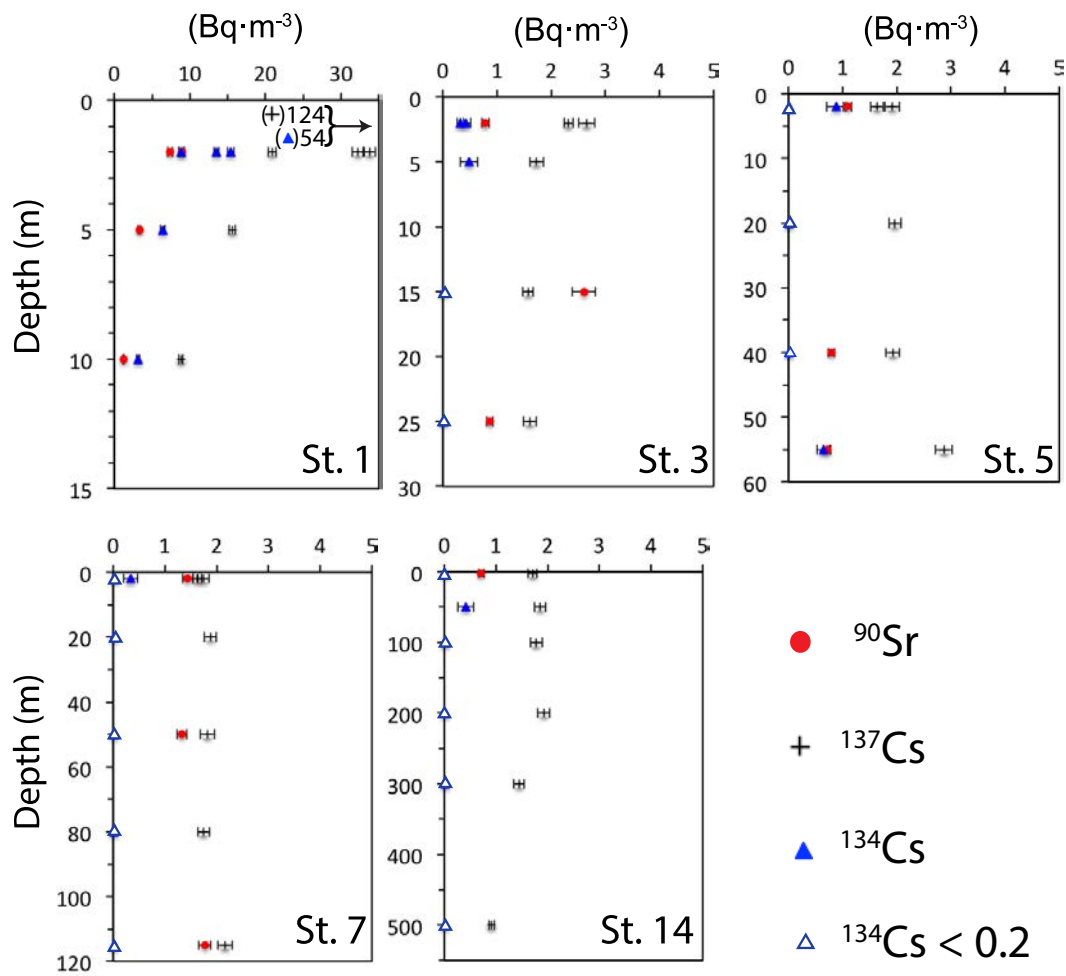 (Bq·m⁻³) (Bq·m⁻³) (Bq·m⁻³)
0 10 20 30
0 1 2 3 4 5
0 1 2 3 4 5
Depth (m)
0
5
10
15
(+)124
( )54
St. 1
0
5
10
15
20
25
30
St. 3
0
10
20
30
40
50
60
St. 5
0 1 2 3 4 5
0 1 2 3 4 5
Depth (m)
0
20
40
60
80
100
120
St. 7
0
100
200
300
400
500
St. 14
⁹⁰Sr
¹³⁷Cs
¹³⁴Cs
¹³⁴Cs < 0.2